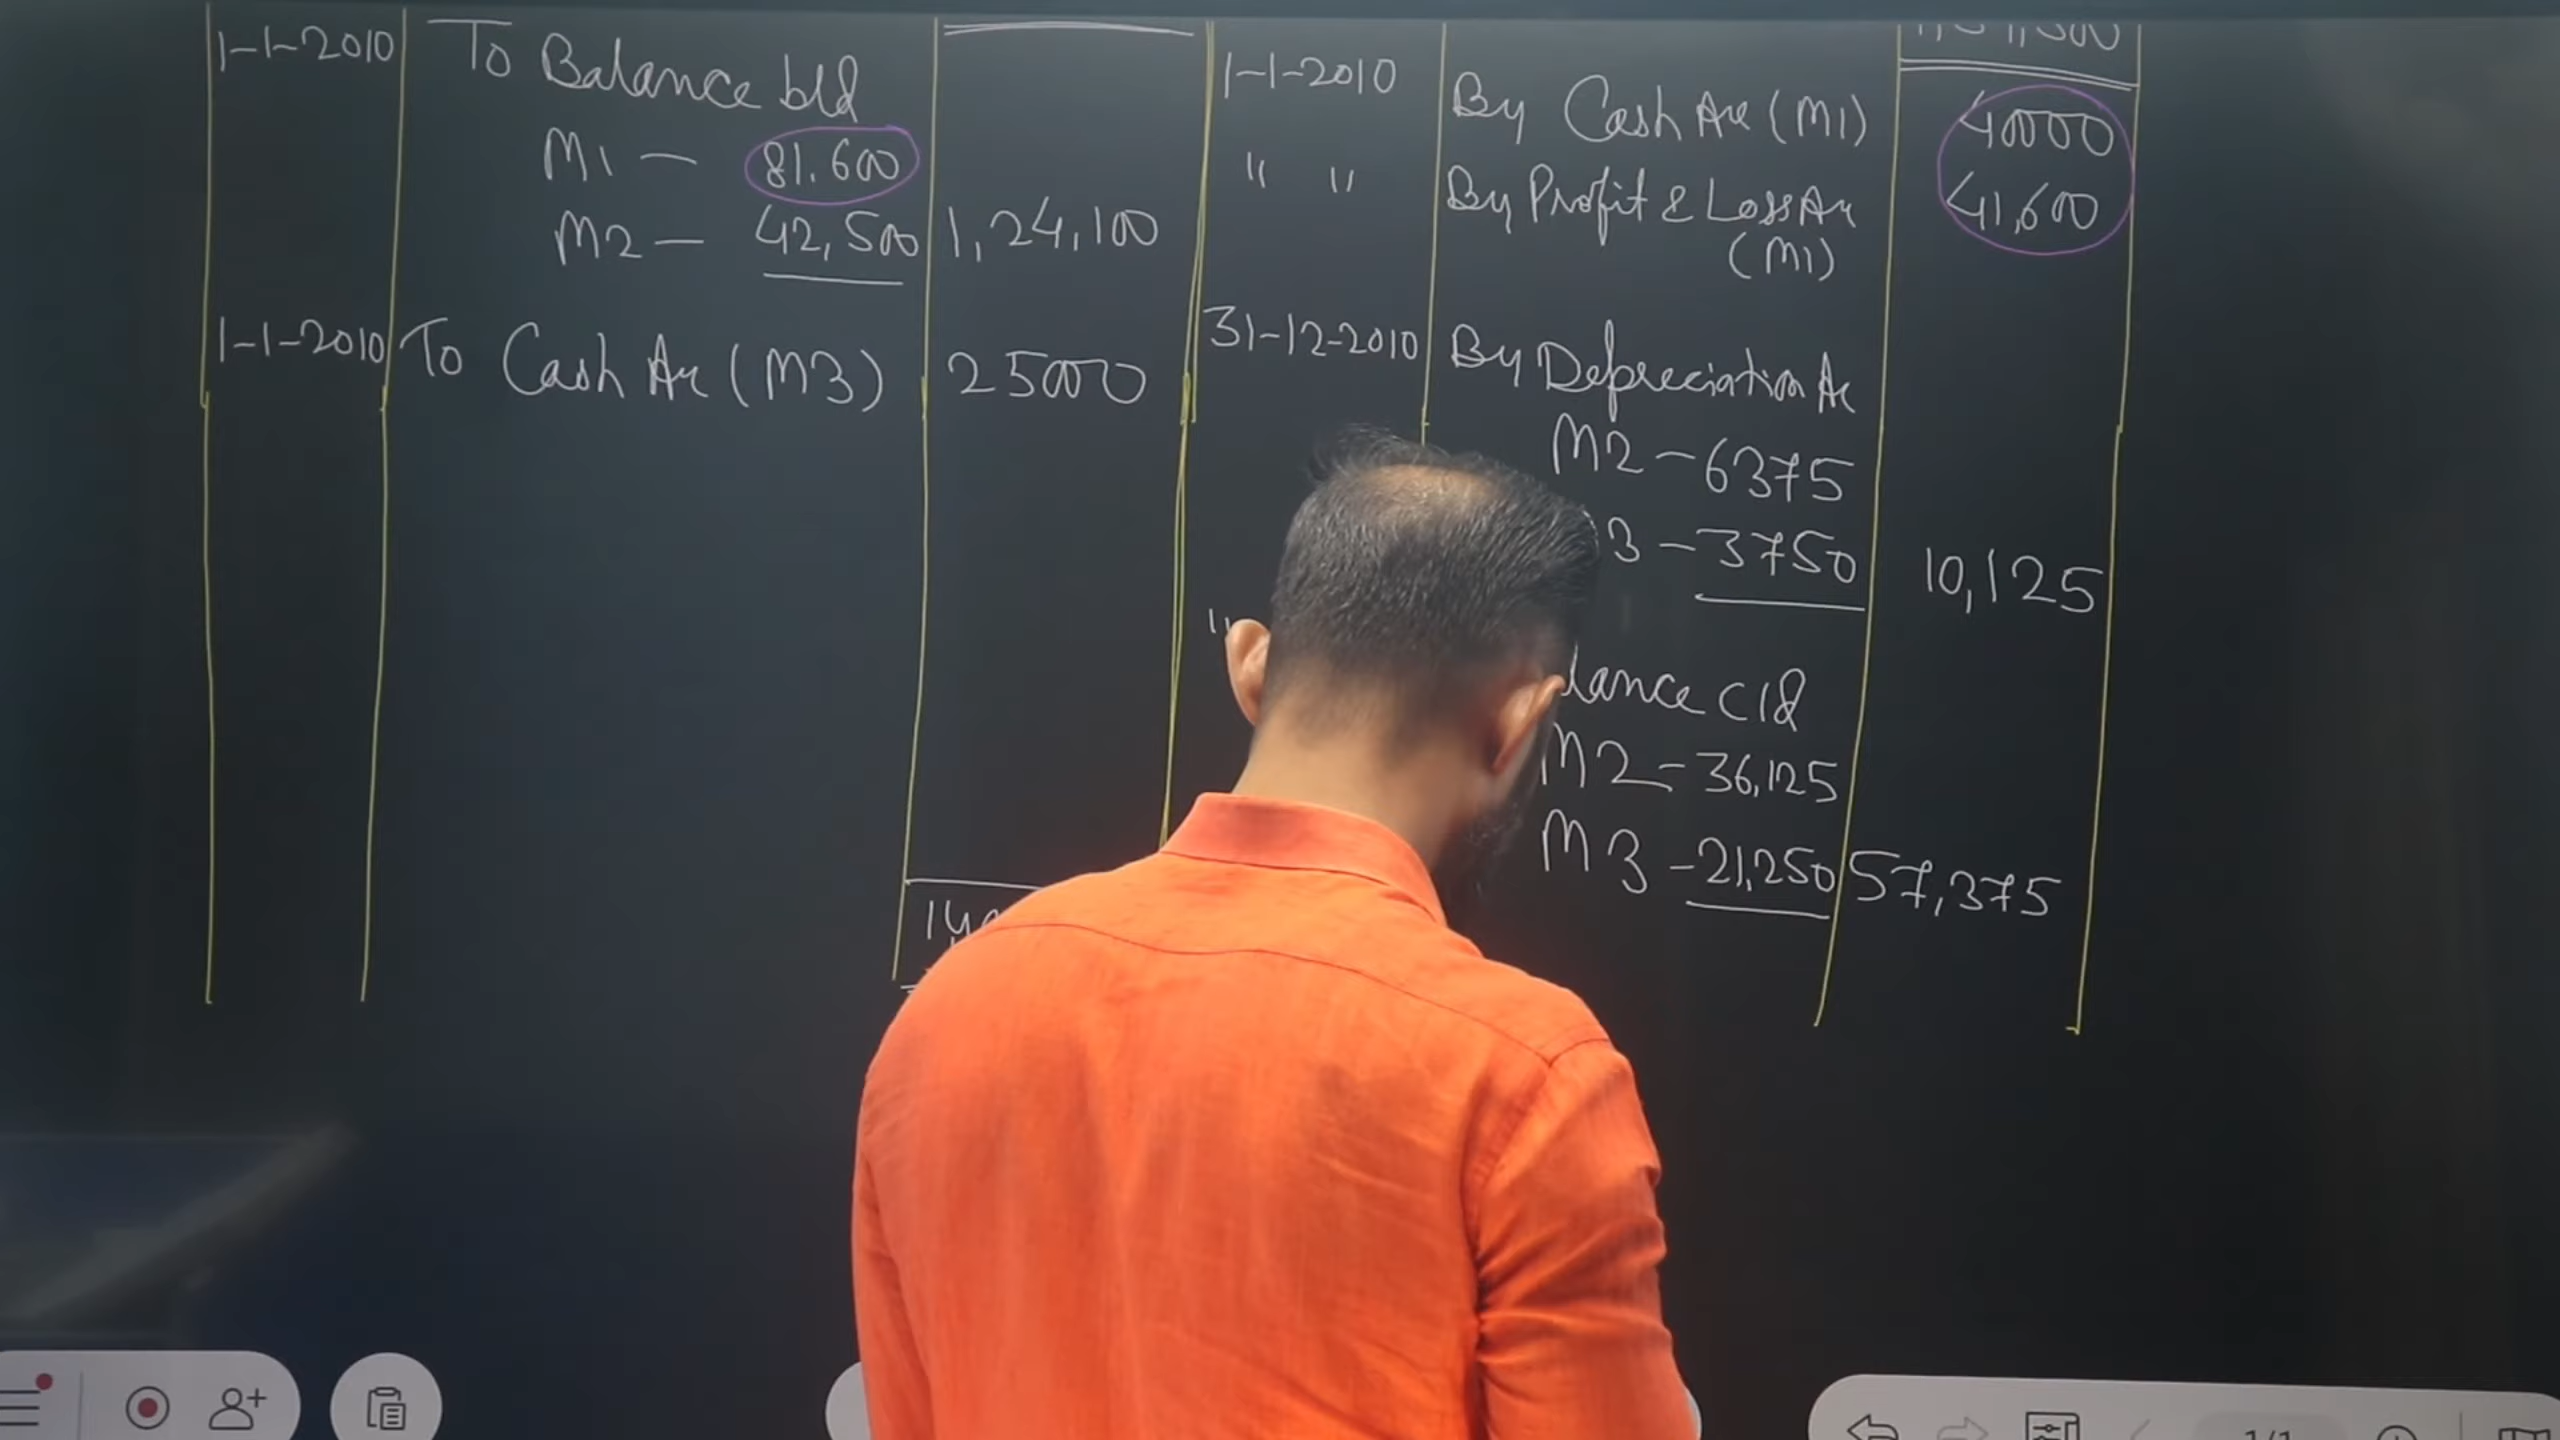 1-1-2010 To Balance b/d
M1 - 81.600
M2 - 42,500 1,24,100
1-1-2010 To Cash A/c (M3) 25000
1-1-2010 By Cash A/c (M1) 40000
" " By Profit & Loss A/c 41,600
(M1)
31-12-2010 By Depreciation A/c
M2 - 6375
3 - 3750 10,125
"
lance c/d
M2 - 36,125
M3 - 21,250 57,375
1/1